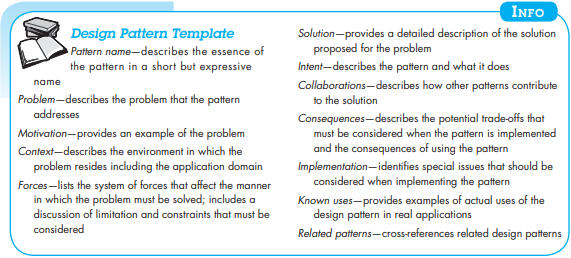 INFO
Design Pattern Template
Pattern name—describes the essence of
the pattern in a short but expressive
name
Problem—describes the problem that the pattern
addresses
Motivation—provides an example of the problem
Context—describes the environment in which the
problem resides including the application domain
Forces—lists the system of forces that affect the manner
in which the problem must be solved; includes a
discussion of limitation and constraints that must be
considered
Solution—provides a detailed description of the solution
proposed for the problem
Intent—describes the pattern and what it does
Collaborations—describes how other patterns contribute
to the solution
Consequences—describes the potential trade-offs that
must be considered when the pattern is implemented
and the consequences of using the pattern
Implementation—identifies special issues that should be
considered when implementing the pattern
Known uses—provides examples of actual uses of the
design pattern in real applications
Related patterns—cross-references related design patterns